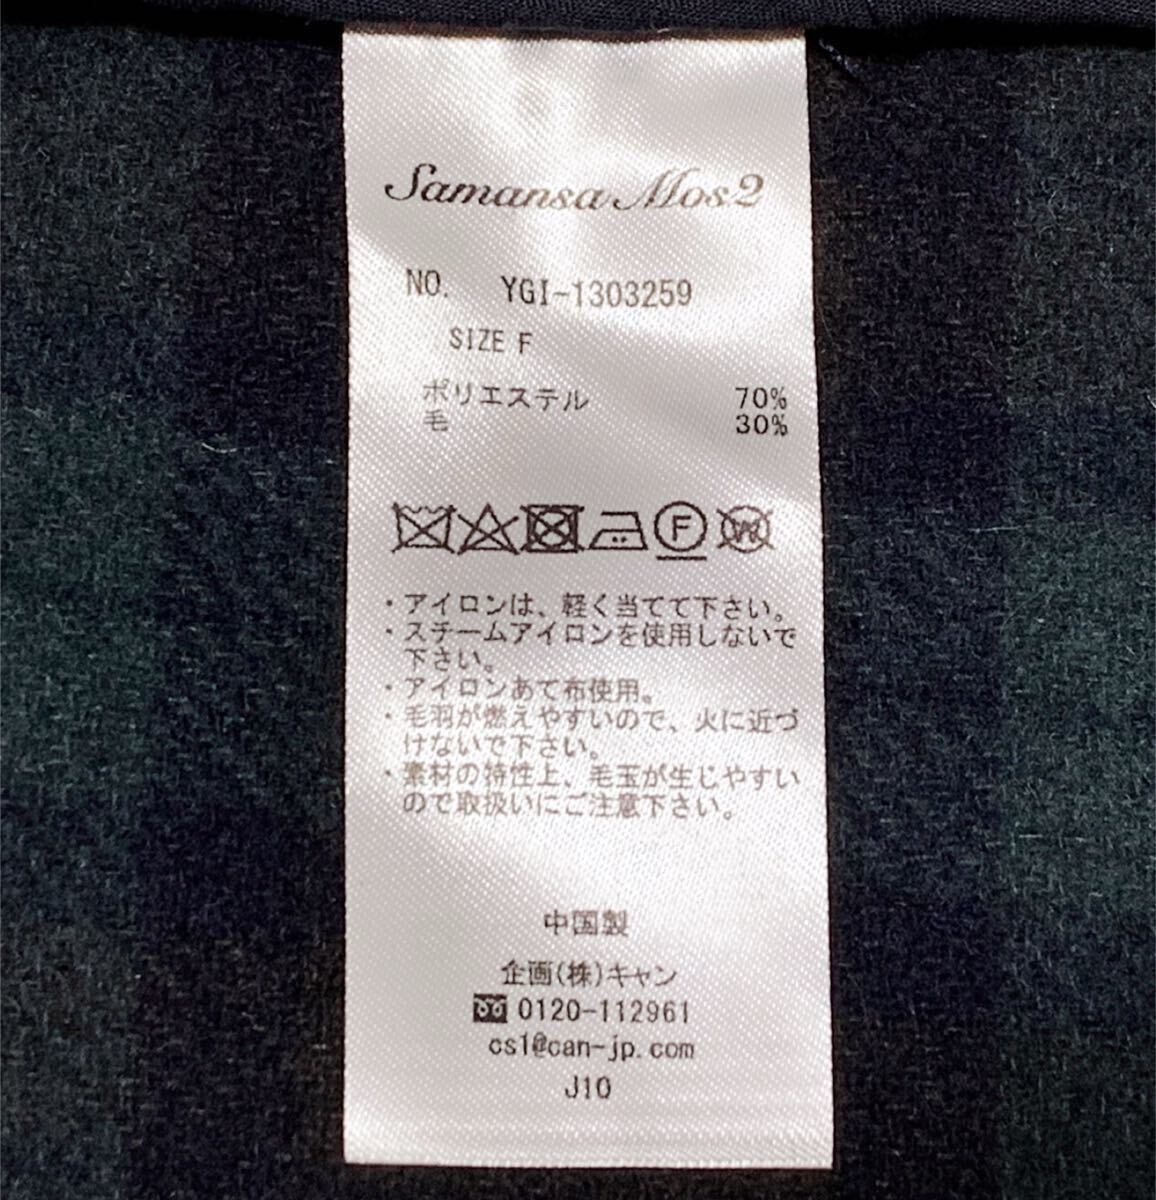 Samansa Mos2
NO. YGI-1303259
SIZE F
ポリエステル 70%
毛 30%
F W
・アイロンは、軽く当てて下さい。
・スチームアイロンを使用しないで
下さい。
・アイロンあて布使用。
・毛羽が燃えやすいので、火に近づ
けないで下さい。
・素材の特性上、毛玉が生じやすい
ので取扱いにご注意下さい。
中国製
企画(株)キャン
0120-112961
cs1@can-jp.com
J10